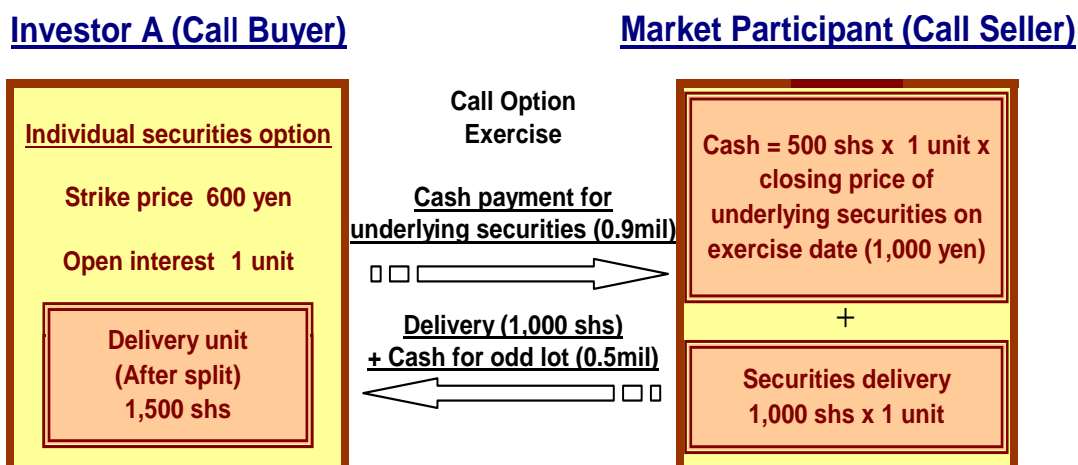 Investor A (Call Buyer)
Market Participant (Call Seller)
Individual securities option
Strike price 600 yen
Open interest 1 unit
Delivery unit
(After split)
1,500 shs
Call Option
Exercise
Cash payment for
underlying securities (0.9mil)
Delivery (1,000 shs)
+ Cash for odd lot (0.5mil)
Cash = 500 shs x 1 unit x
closing price of
underlying securities on
exercise date (1,000 yen)
+
Securities delivery
1,000 shs x 1 unit